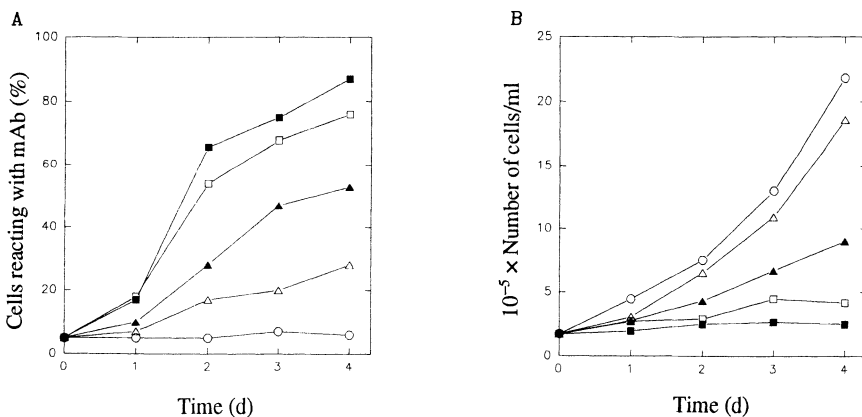 A
Cells reacting with mAb (%)
100
80
60
40
20
0
0 1 2 3 4
Time (d)
B
10⁻⁵ × Number of cells/ml
25
20
15
10
5
0
0 1 2 3 4
Time (d)